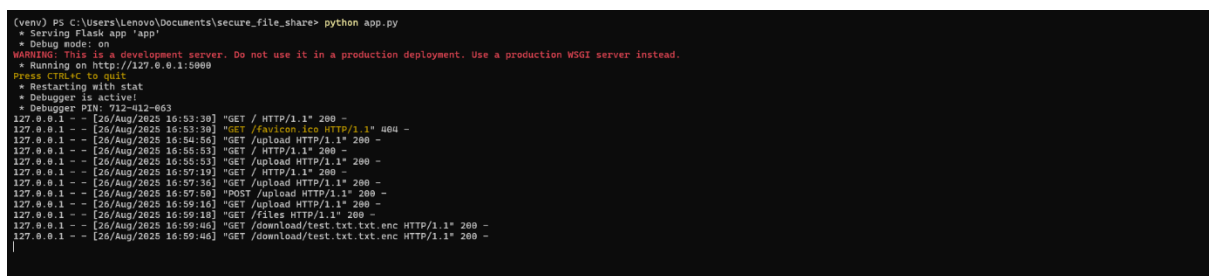 (venv) PS C:\Users\Lenovo\Documents\secure_file_share> python app.py
 * Serving Flask app 'app'
 * Debug mode: on
WARNING: This is a development server. Do not use it in a production deployment. Use a production WSGI server instead.
 * Running on http://127.0.0.1:5000
Press CTRL+C to quit
 * Restarting with stat
 * Debugger is active!
 * Debugger PIN: 712-412-063
127.0.0.1 - - [26/Aug/2025 16:53:30] "GET / HTTP/1.1" 200 -
127.0.0.1 - - [26/Aug/2025 16:53:30] "GET /favicon.ico HTTP/1.1" 404 -
127.0.0.1 - - [26/Aug/2025 16:54:56] "GET /upload HTTP/1.1" 200 -
127.0.0.1 - - [26/Aug/2025 16:55:53] "GET / HTTP/1.1" 200 -
127.0.0.1 - - [26/Aug/2025 16:55:53] "GET /upload HTTP/1.1" 200 -
127.0.0.1 - - [26/Aug/2025 16:57:19] "GET / HTTP/1.1" 200 -
127.0.0.1 - - [26/Aug/2025 16:57:36] "GET /upload HTTP/1.1" 200 -
127.0.0.1 - - [26/Aug/2025 16:57:50] "POST /upload HTTP/1.1" 200 -
127.0.0.1 - - [26/Aug/2025 16:59:16] "GET /upload HTTP/1.1" 200 -
127.0.0.1 - - [26/Aug/2025 16:59:18] "GET /files HTTP/1.1" 200 -
127.0.0.1 - - [26/Aug/2025 16:59:46] "GET /download/test.txt.txt.enc HTTP/1.1" 200 -
127.0.0.1 - - [26/Aug/2025 16:59:46] "GET /download/test.txt.txt.enc HTTP/1.1" 200 -